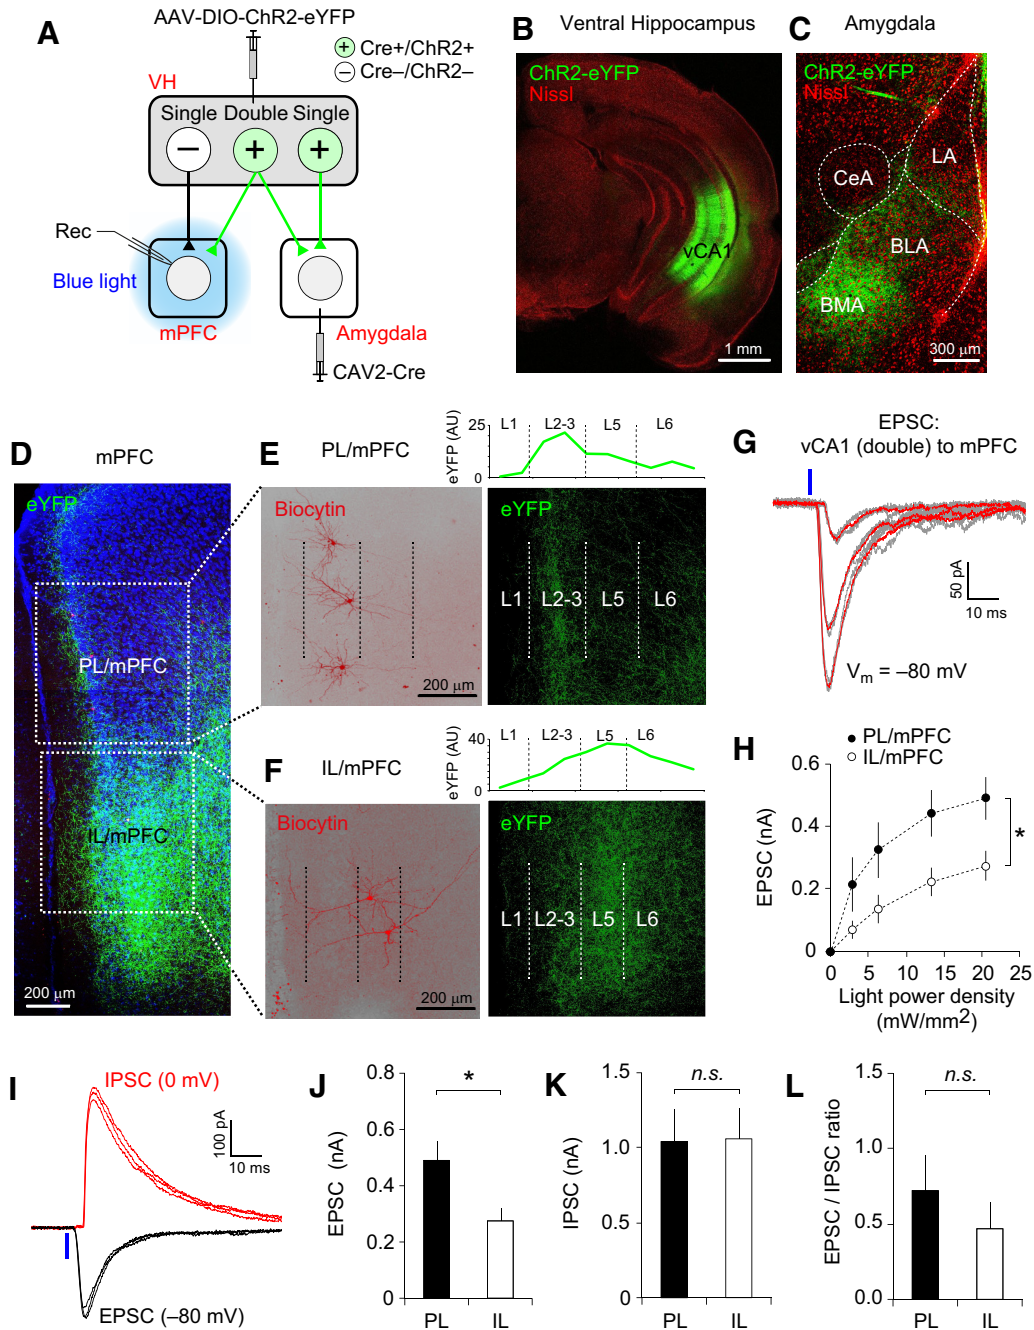 A
AAV-DIO-ChR2-eYFP
+ Cre+/ChR2+
− Cre–/ChR2–
VH
Single Double Single
− + +
Rec
Blue light
mPFC
Amygdala
CAV2-Cre
B
Ventral Hippocampus
ChR2-eYFP
Nissl
vCA1
1 mm
C
Amygdala
ChR2-eYFP
Nissl
LA
CeA
BLA
BMA
300 µm
D
mPFC
eYFP
PL/mPFC
IL/mPFC
200 µm
E
PL/mPFC
Biocytin
200 µm
eYFP (AU)
25
0
L1 L2-3 L5 L6
eYFP
L1 L2-3 L5 L6
F
IL/mPFC
Biocytin
200 µm
eYFP (AU)
40
0
L1 L2-3 L5 L6
eYFP
L1 L2-3 L5 L6
G
EPSC:
vCA1 (double) to mPFC
50 pA
10 ms
Vm = –80 mV
H
PL/mPFC
IL/mPFC
EPSC (nA)
0.6
0.4
0.2
0
*
0 5 10 15 20 25
Light power density
(mW/mm2)
I
IPSC (0 mV)
100 pA
10 ms
EPSC (–80 mV)
J
EPSC (nA)
0.8
0.6
0.4
0.2
0
*
PL IL
K
IPSC (nA)
1.5
1.0
0.5
0
n.s.
PL IL
L
EPSC / IPSC ratio
1.5
1.0
0.5
0.0
n.s.
PL IL